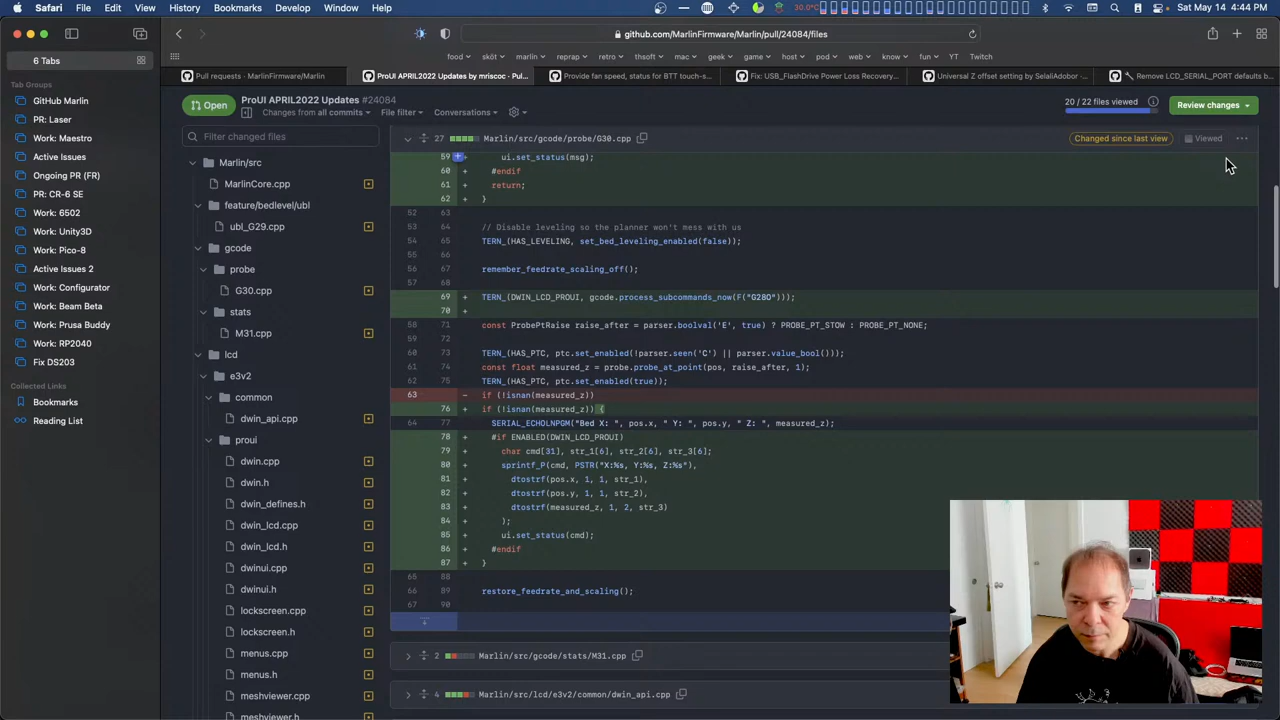 Safari File Edit View History Bookmarks Develop Window Help 30.0°C Sat May 14 4:44 PM
6 Tabs
github.com/MarlinFirmware/Marlin/pull/24084/files
food sköt marlin reprap retro thsoft mac geek game host pod web know fun YT Twitch
Pull requests · MarlinFirmware/Marlin
ProUI APRIL2022 Updates by mriscoc · Pul...
Provide fan speed, status for BTT touch-s...
Fix: USB_FlashDrive Power Loss Recovery...
Universal Z offset setting by SelaliAdobor ·...
Remove LCD_SERIAL_PORT defaults b...
Tab Groups
GitHub Marlin
PR: Laser
Work: Maestro
Active Issues
Ongoing PR (FR)
PR: CR-6 SE
Work: 6502
Work: Unity3D
Work: Pico-8
Active Issues 2
Work: Configurator
Work: Beam Beta
Work: Prusa Buddy
Work: RP2040
Fix DS203
Collected Links
Bookmarks
Reading List
Open
ProUI APRIL2022 Updates #24084
Changes from all commits File filter Conversations
20 / 22 files viewed
Review changes
Filter changed files
Marlin/src
MarlinCore.cpp
feature/bedlevel/ubl
ubl_G29.cpp
gcode
probe
G30.cpp
stats
M31.cpp
lcd
e3v2
common
dwin_api.cpp
proui
dwin.cpp
dwin.h
dwin_defines.h
dwin_lcd.cpp
dwin_lcd.h
dwinui.cpp
dwinui.h
lockscreen.cpp
lockscreen.h
menus.cpp
menus.h
meshviewer.cpp
meshviewer.h
27 Marlin/src/gcode/probe/G30.cpp
Changed since last view Viewed
59 + ui.set_status(msg);
60 + #endif
61 + return;
62 + }
52 63
53 64 // Disable leveling so the planner won't mess with us
54 65 TERN_(HAS_LEVELING, set_bed_leveling_enabled(false));
55 66
56 67 remember_feedrate_scaling_off();
57 68
69 + TERN_(DWIN_LCD_PROUI, gcode.process_subcommands_now(F("G28O")));
70 +
58 71 const ProbePtRaise raise_after = parser.boolval('E', true) ? PROBE_PT_STOW : PROBE_PT_NONE;
59 72
60 73 TERN_(HAS_PTC, ptc.set_enabled(!parser.seen('C') || parser.value_bool()));
61 74 const float measured_z = probe.probe_at_point(pos, raise_after, 1);
62 75 TERN_(HAS_PTC, ptc.set_enabled(true));
63 - if (!isnan(measured_z))
76 + if (!isnan(measured_z)) {
64 77 SERIAL_ECHOLNPGM("Bed X: ", pos.x, " Y: ", pos.y, " Z: ", measured_z);
78 + #if ENABLED(DWIN_LCD_PROUI)
79 + char cmd[31], str_1[6], str_2[6], str_3[6];
80 + sprintf_P(cmd, PSTR("X:%s, Y:%s, Z:%s"),
81 + dtostrf(pos.x, 1, 1, str_1),
82 + dtostrf(pos.y, 1, 1, str_2),
83 + dtostrf(measured_z, 1, 2, str_3)
84 + );
85 + ui.set_status(cmd);
86 + #endif
87 + }
65 88
66 89 restore_feedrate_and_scaling();
67 90
2 Marlin/src/gcode/stats/M31.cpp
4 Marlin/src/lcd/e3v2/common/dwin_api.cpp